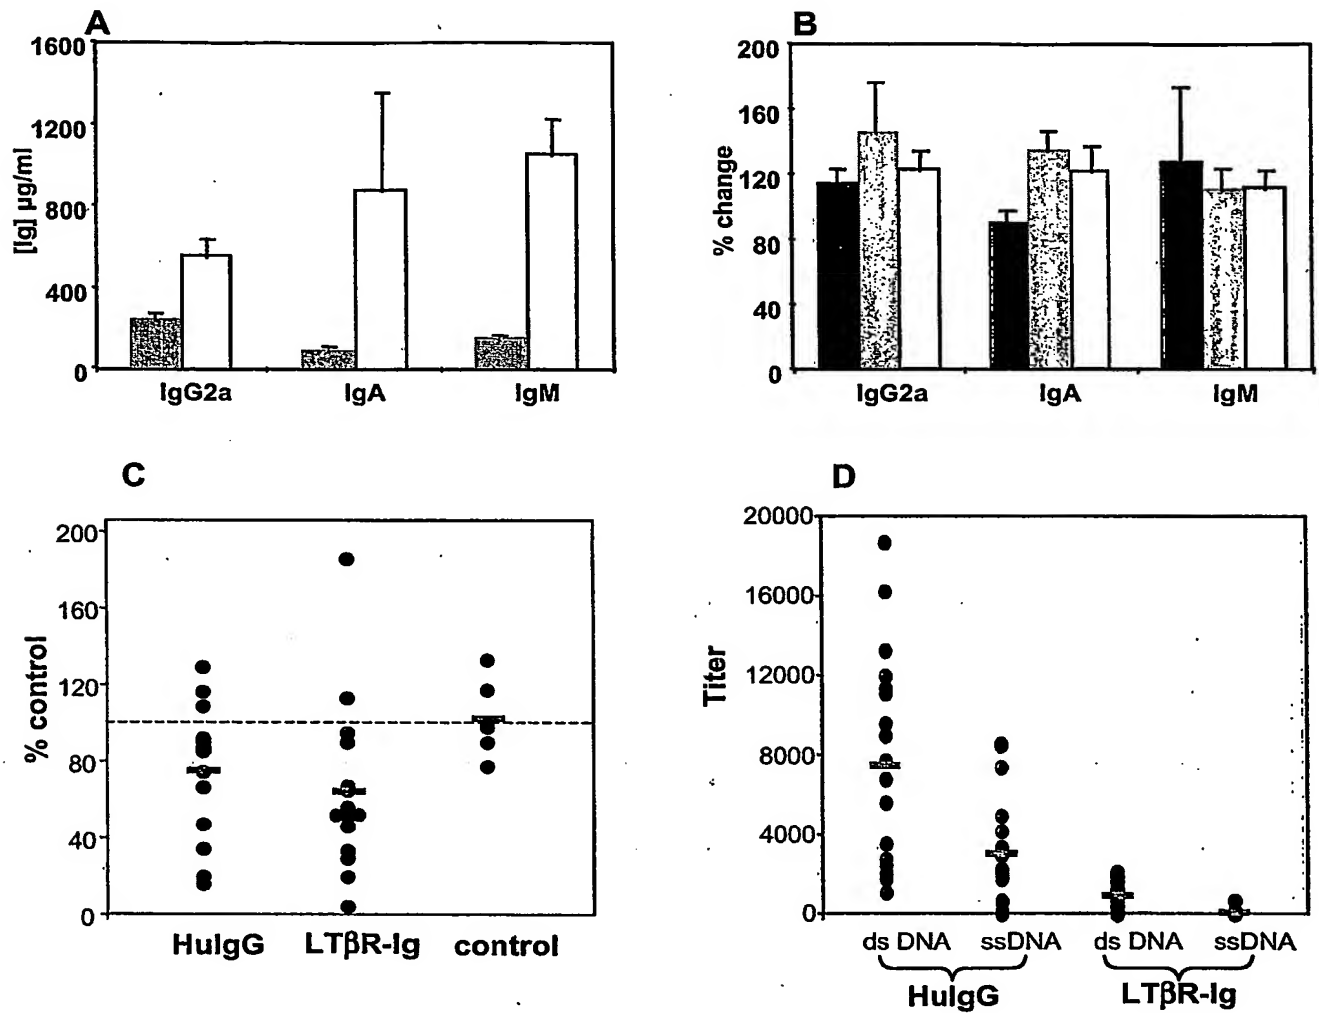 A
1600
1200
800
400
0
[Ig] µg/ml
IgG2a IgA IgM
B
200
160
120
80
40
0
% change
IgG2a IgA IgM
C
200
160
120
80
40
0
% control
HuIgG LTβR-Ig control
D
20000
16000
12000
8000
4000
0
Titer
ds DNA ssDNA ds DNA ssDNA
HuIgG LTβR-Ig